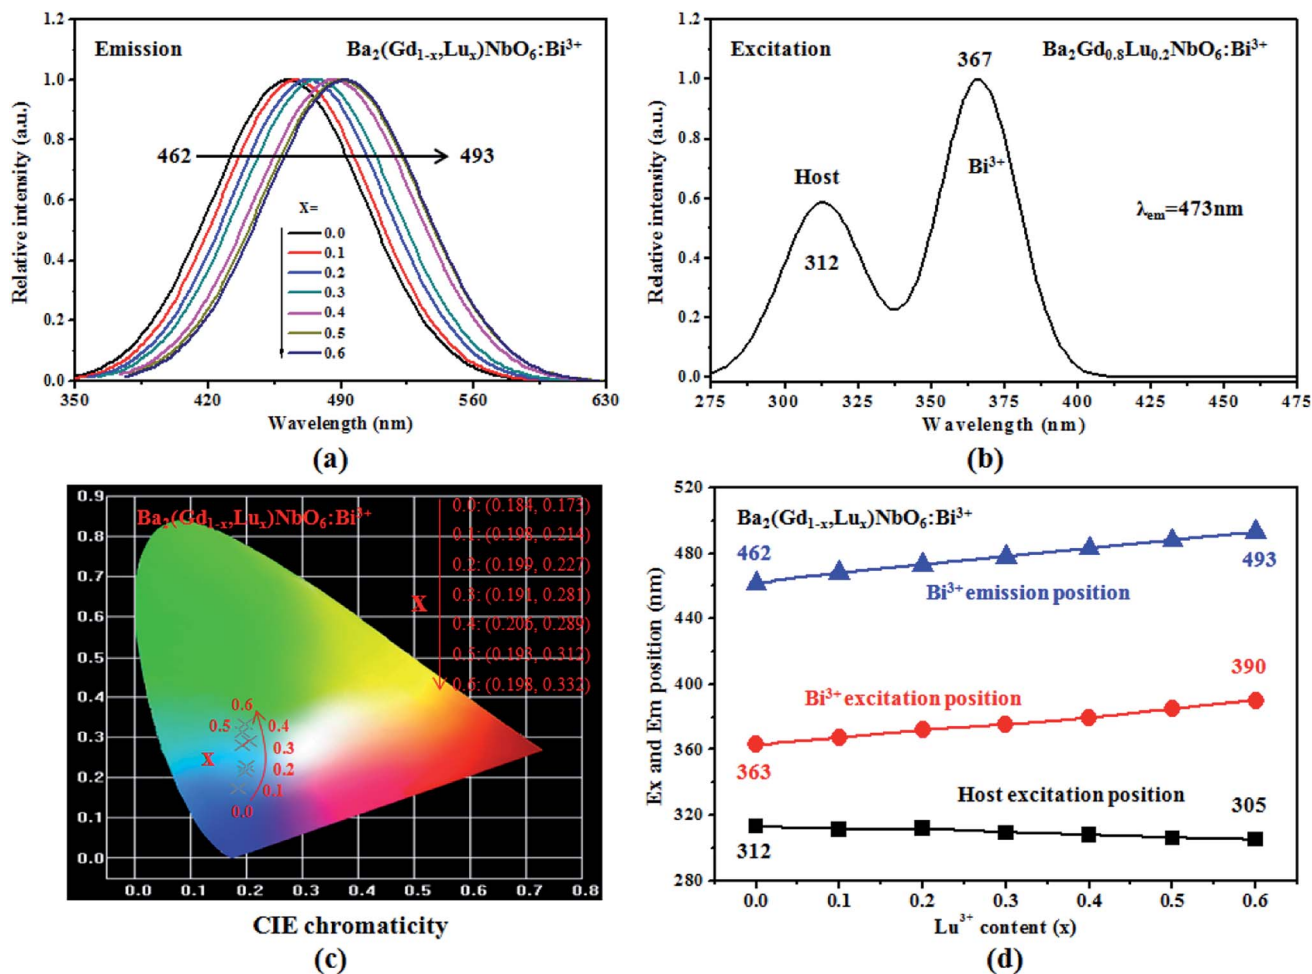 Emission
Ba₂(Gd₁₋ₓ,Luₓ)NbO₆:Bi³⁺
462
493
X=
0.0
0.1
0.2
0.3
0.4
0.5
0.6
Relative intensity (a.u.)
1.2
1.0
0.8
0.6
0.4
0.2
0.0
350 420 490 560 630
Wavelength (nm)
(a)
Excitation
367
Ba₂Gd₀.₈Lu₀.₂NbO₆:Bi³⁺
Host
312
Bi³⁺
λem=473nm
Relative intensity (a.u.)
1.2
1.0
0.8
0.6
0.4
0.2
0.0
275 300 325 350 375 400 425 450 475
Wavelength (nm)
(b)
Ba₂(Gd₁₋ₓ,Luₓ)NbO₆:Bi³⁺
0.0: (0.184, 0.173)
0.1: (0.198, 0.214)
0.2: (0.199, 0.227)
0.3: (0.191, 0.281)
0.4: (0.206, 0.289)
0.5: (0.193, 0.312)
0.6: (0.198, 0.332)
X
0.6
0.5
0.4
0.3
X
0.2
0.1
0.0
0.9
0.8
0.7
0.6
0.5
0.4
0.3
0.2
0.1
0.0
0.0 0.1 0.2 0.3 0.4 0.5 0.6 0.7 0.8
CIE chromaticity
(c)
Ba₂(Gd₁₋ₓ,Luₓ)NbO₆:Bi³⁺
462
493
Bi³⁺ emission position
390
Bi³⁺ excitation position
363
Host excitation position
305
312
Ex and Em position (nm)
520
480
440
400
360
320
280
0.0 0.1 0.2 0.3 0.4 0.5 0.6
Lu³⁺ content (x)
(d)